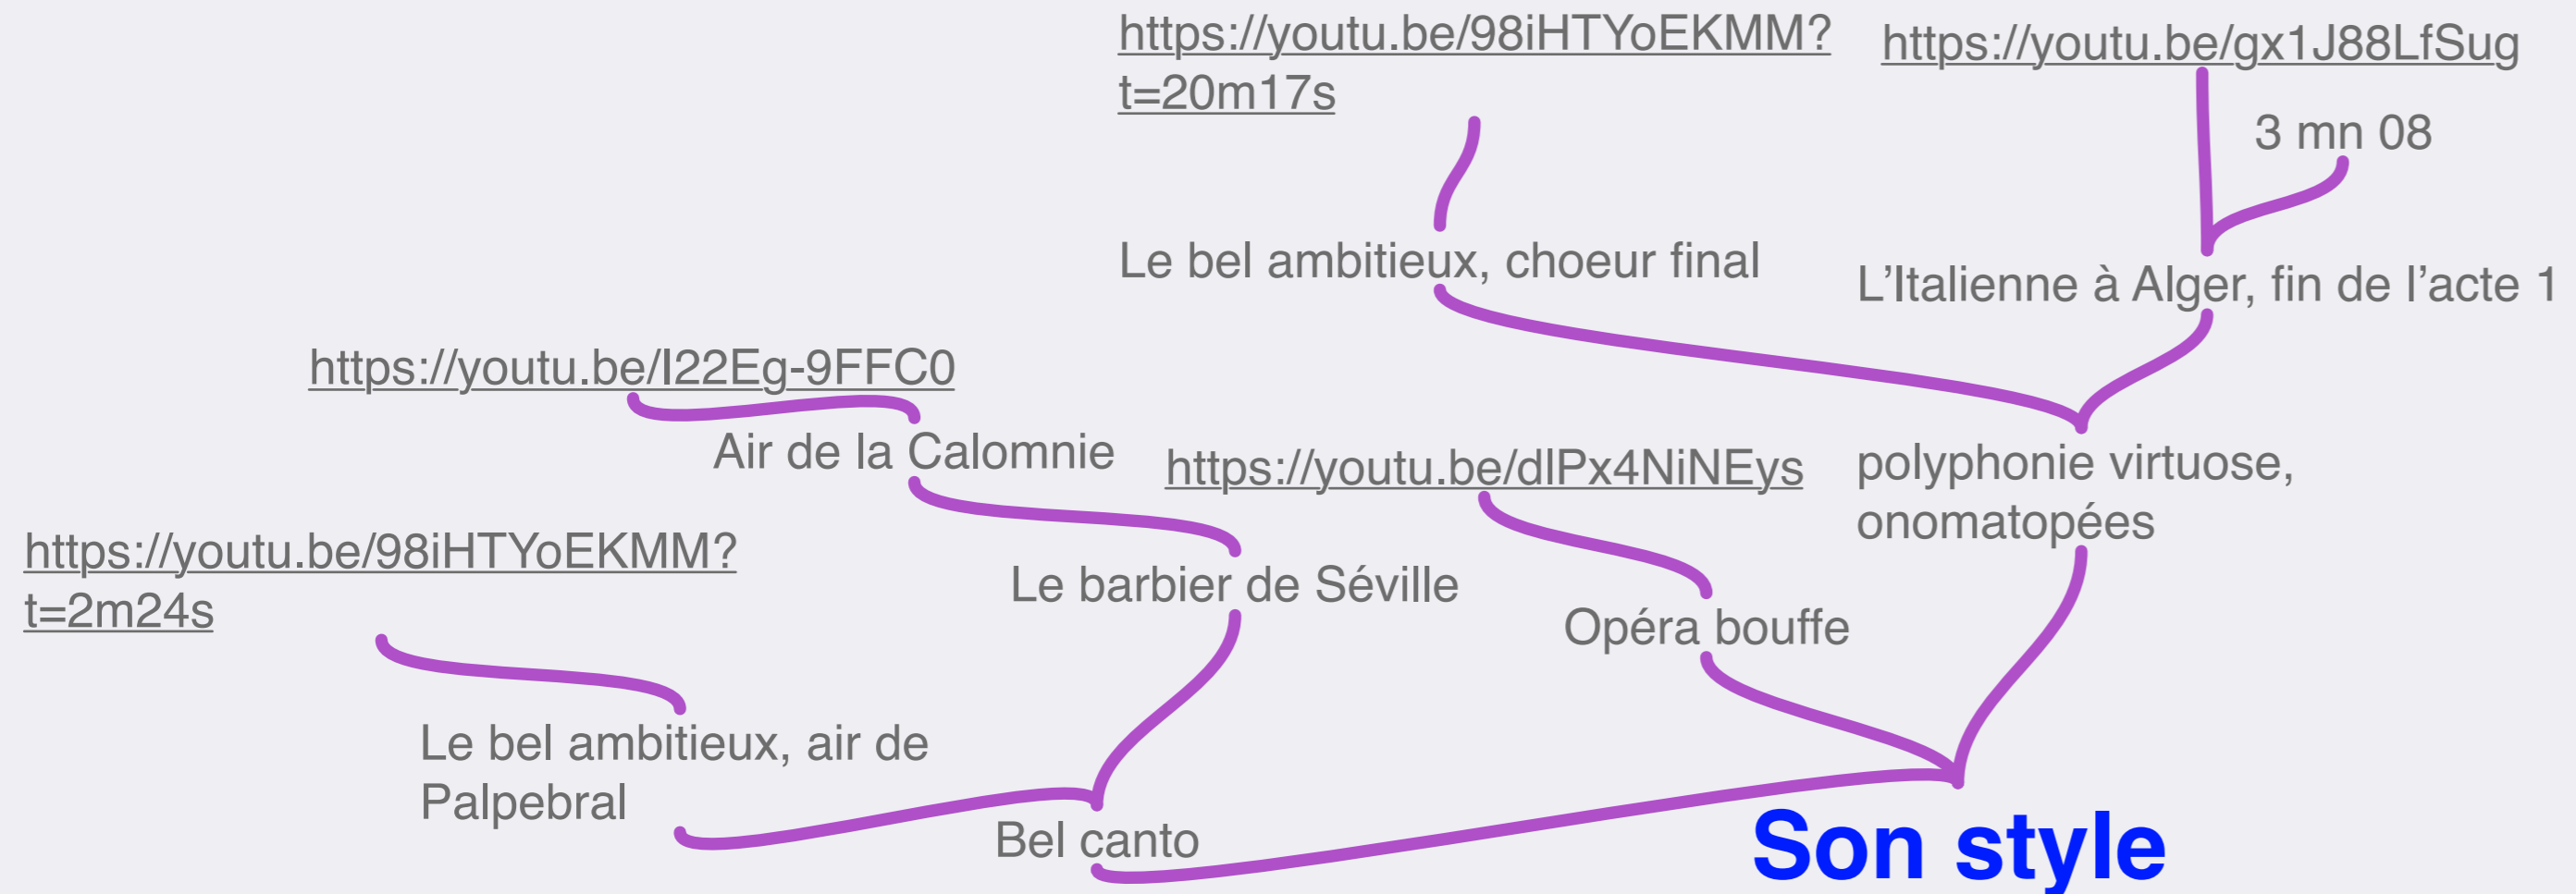 https://youtu.be/98iHTYoEKMM?
t=20m17s
https://youtu.be/gx1J88LfSug
3 mn 08
Le bel ambitieux, choeur final
L’Italienne à Alger, fin de l’acte 1
https://youtu.be/I22Eg-9FFC0
Air de la Calomnie
https://youtu.be/dlPx4NiNEys
polyphonie virtuose,
onomatopées
https://youtu.be/98iHTYoEKMM?
t=2m24s
Le barbier de Séville
Opéra bouffe
Le bel ambitieux, air de
Palpebral
Bel canto
Son style